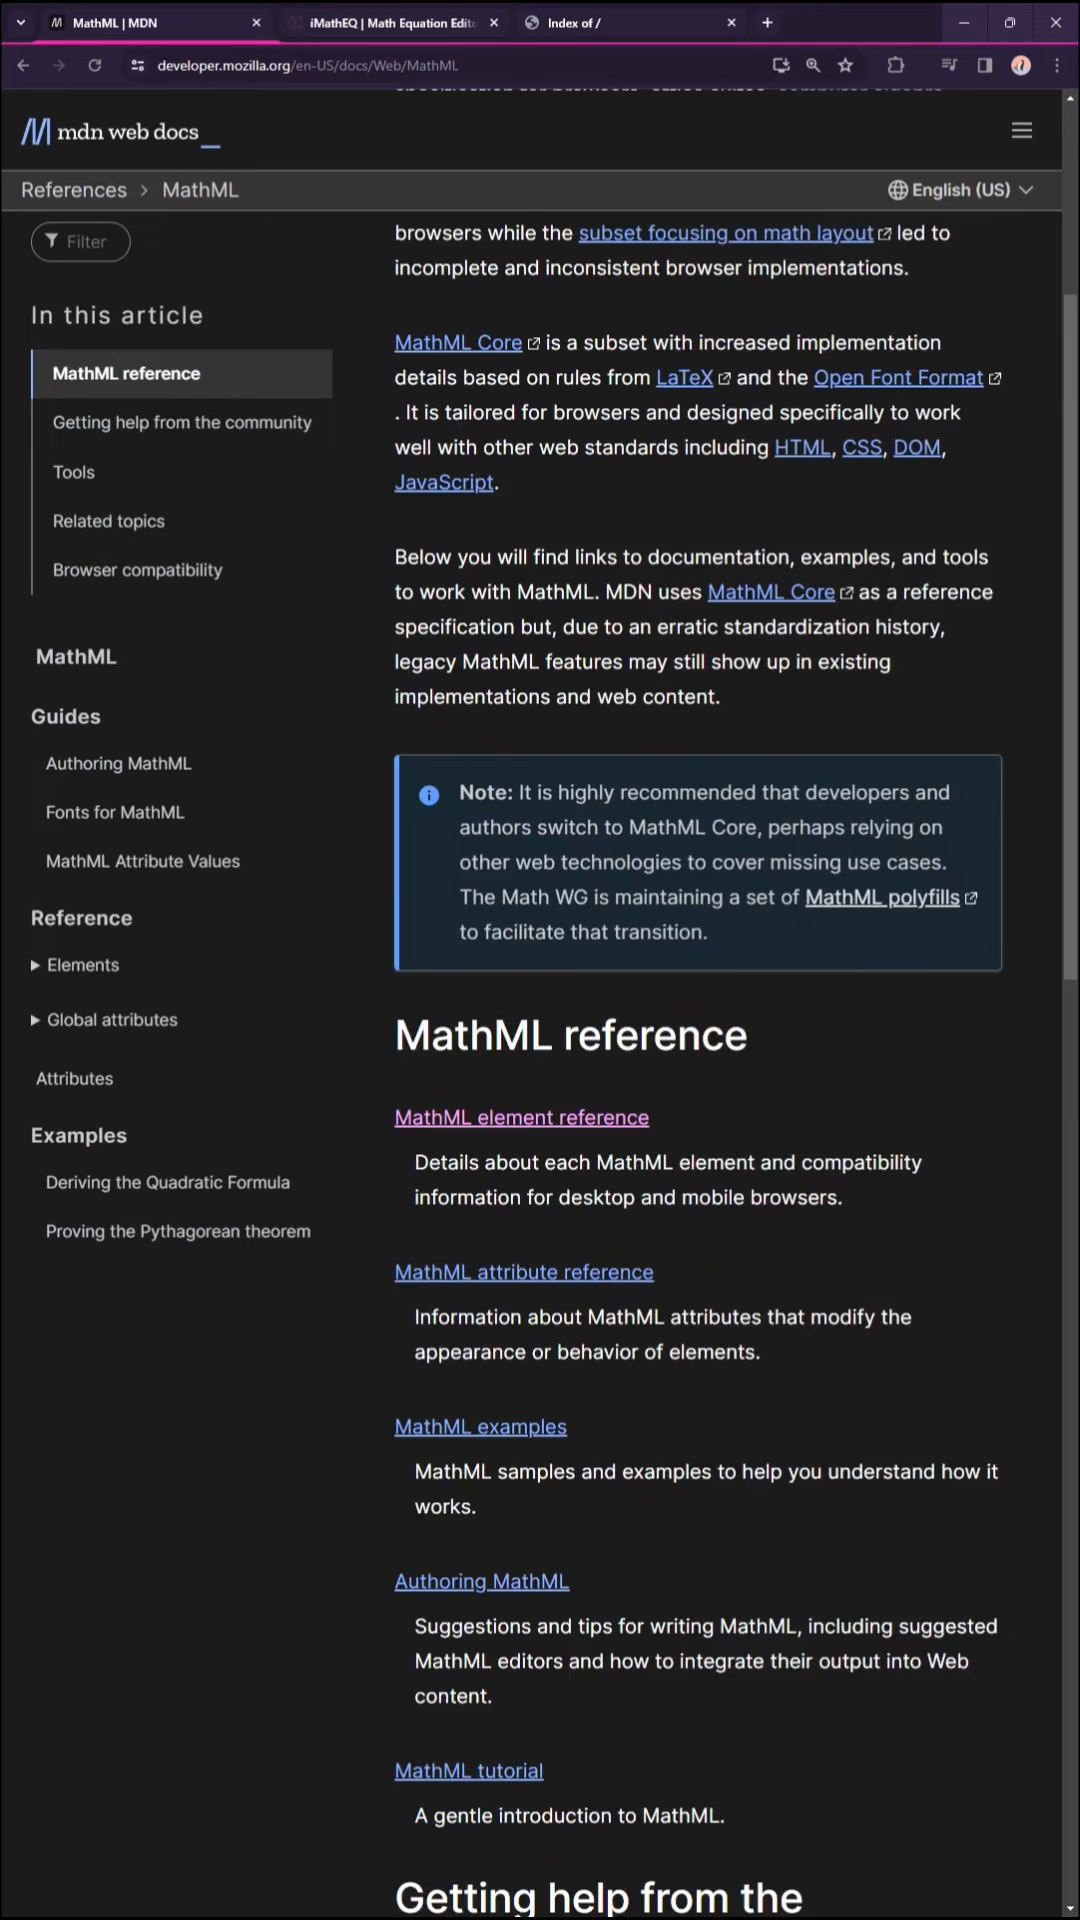 MathML | MDN
iMathEQ | Math Equation Edito
Index of /
developer.mozilla.org/en-US/docs/Web/MathML
mdn web docs_
References > MathML
English (US)
Filter
In this article
MathML reference
Getting help from the community
Tools
Related topics
Browser compatibility
MathML
Guides
Authoring MathML
Fonts for MathML
MathML Attribute Values
Reference
Elements
Global attributes
Attributes
Examples
Deriving the Quadratic Formula
Proving the Pythagorean theorem
browsers while the subset focusing on math layout led to
incomplete and inconsistent browser implementations.
MathML Core is a subset with increased implementation
details based on rules from LaTeX and the Open Font Format
. It is tailored for browsers and designed specifically to work
well with other web standards including HTML, CSS, DOM,
JavaScript.
Below you will find links to documentation, examples, and tools
to work with MathML. MDN uses MathML Core as a reference
specification but, due to an erratic standardization history,
legacy MathML features may still show up in existing
implementations and web content.
Note: It is highly recommended that developers and
authors switch to MathML Core, perhaps relying on
other web technologies to cover missing use cases.
The Math WG is maintaining a set of MathML polyfills
to facilitate that transition.
MathML reference
MathML element reference
Details about each MathML element and compatibility
information for desktop and mobile browsers.
MathML attribute reference
Information about MathML attributes that modify the
appearance or behavior of elements.
MathML examples
MathML samples and examples to help you understand how it
works.
Authoring MathML
Suggestions and tips for writing MathML, including suggested
MathML editors and how to integrate their output into Web
content.
MathML tutorial
A gentle introduction to MathML.
Getting help from the